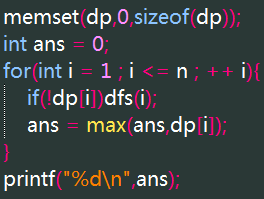 memset(dp,0,sizeof(dp));
int ans = 0;
for(int i = 1 ; i <= n ; ++ i){
if(!dp[i])dfs(i);
ans = max(ans,dp[i]);
}
printf("%d\n",ans);